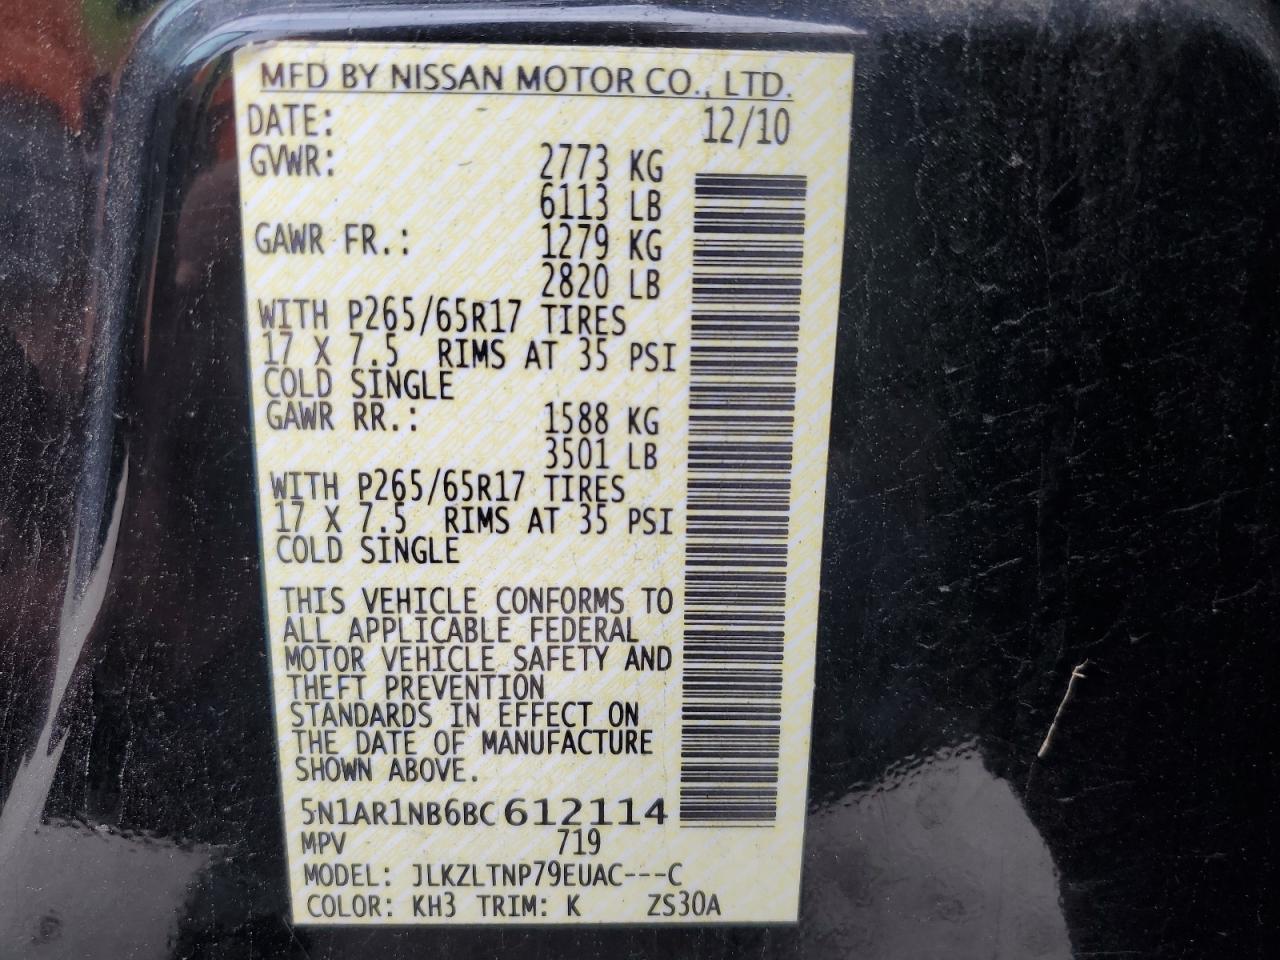 MFD BY NISSAN MOTOR CO., LTD.
DATE: 12/10
GVWR: 2773 KG
6113 LB
GAWR FR.: 1279 KG
2820 LB
WITH P265/65R17 TIRES
17 X 7.5 RIMS AT 35 PSI
COLD SINGLE
GAWR RR.: 1588 KG
3501 LB
WITH P265/65R17 TIRES
17 X 7.5 RIMS AT 35 PSI
COLD SINGLE
THIS VEHICLE CONFORMS TO
ALL APPLICABLE FEDERAL
MOTOR VEHICLE SAFETY AND
THEFT PREVENTION
STANDARDS IN EFFECT ON
THE DATE OF MANUFACTURE
SHOWN ABOVE.
5N1AR1NB6BC612114
MPV 719
MODEL: JLKZLTNP79EUAC---C
COLOR: KH3 TRIM: K ZS30A